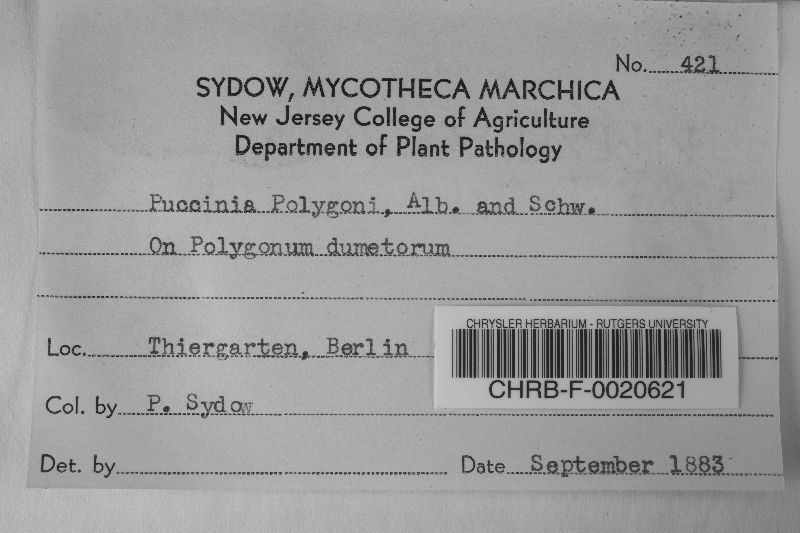 No. 421
SYDOW, MYCOTHECA MARCHICA
New Jersey College of Agriculture
Department of Plant Pathology
Puccinia Polygoni, Alb. and Schw.
On Polygonum dumetorum
Loc. Thiergarten, Berlin
CHRYSLER HERBARIUM - RUTGERS UNIVERSITY
CHRB-F-0020621
Col. by P. Sydow
Det. by
Date September 1883